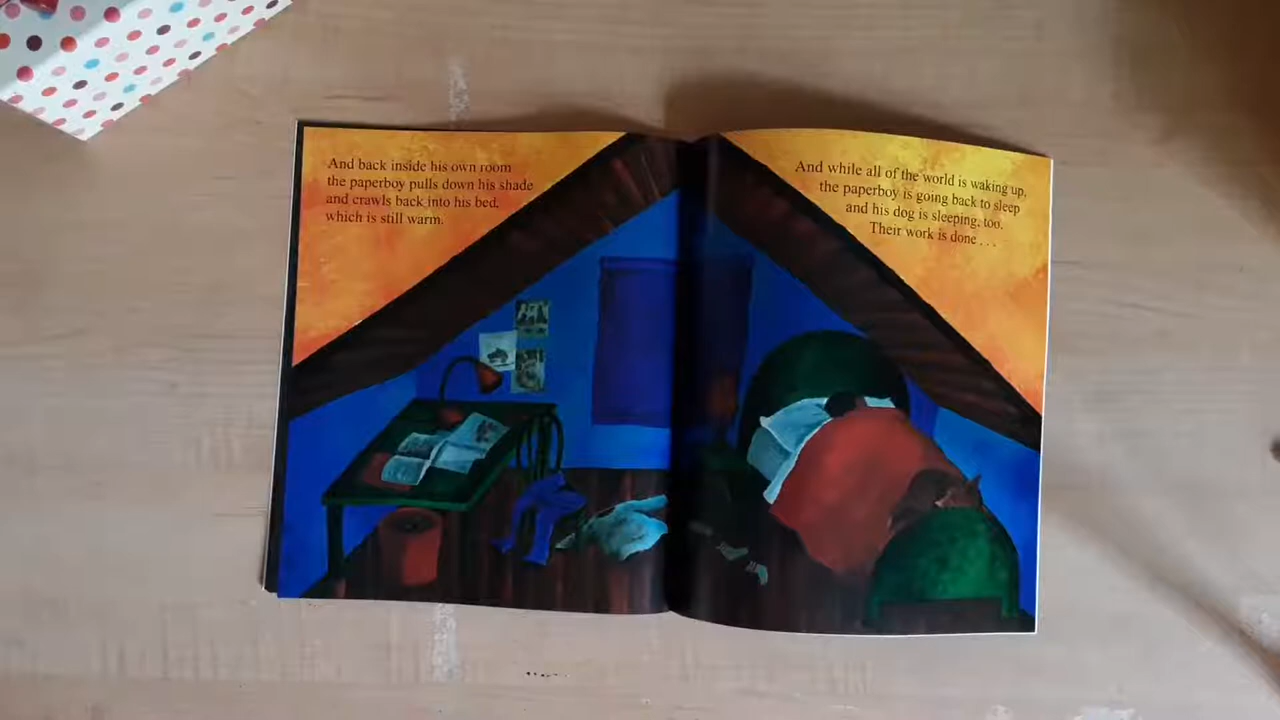 And back inside his own room
the paperboy pulls down his shade
and crawls back into his bed,
which is still warm.
And while all of the world is waking up,
the paperboy is going back to sleep
and his dog is sleeping, too.
Their work is done . . .